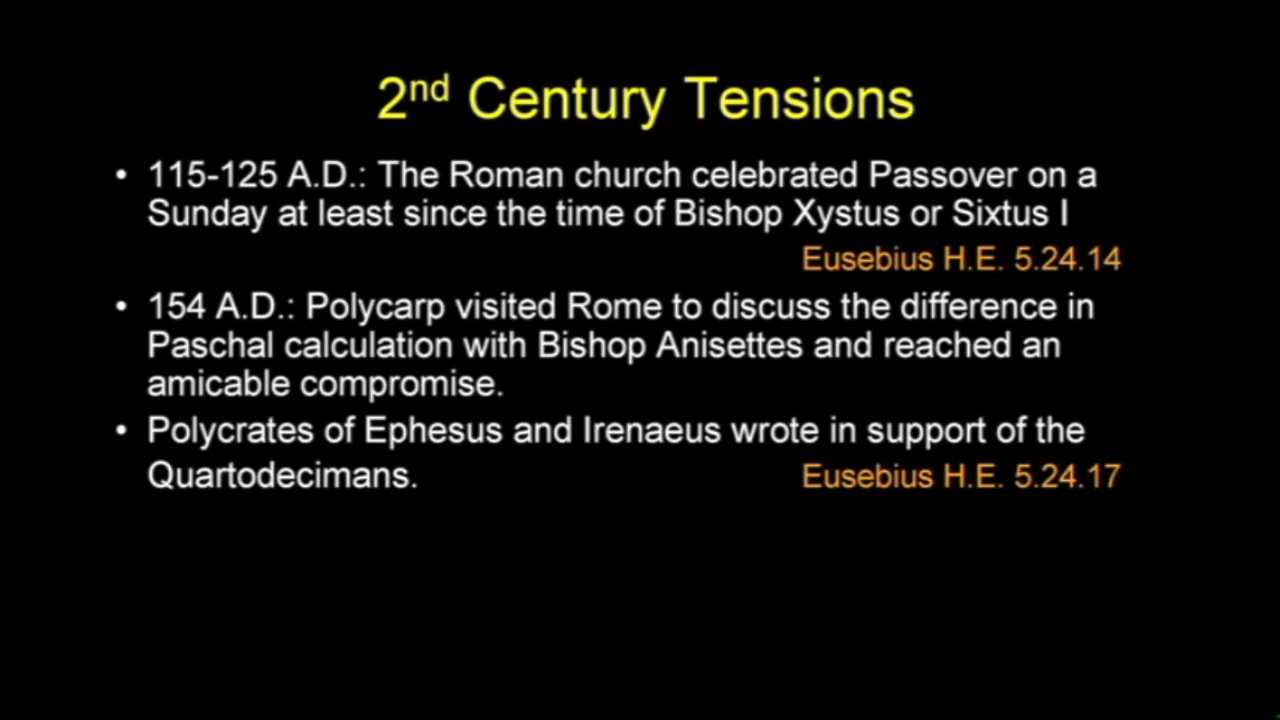 2nd Century Tensions
• 115-125 A.D.: The Roman church celebrated Passover on a
Sunday at least since the time of Bishop Xystus or Sixtus I
Eusebius H.E. 5.24.14
• 154 A.D.: Polycarp visited Rome to discuss the difference in
Paschal calculation with Bishop Anisettes and reached an
amicable compromise.
• Polycrates of Ephesus and Irenaeus wrote in support of the
Quartodecimans. Eusebius H.E. 5.24.17